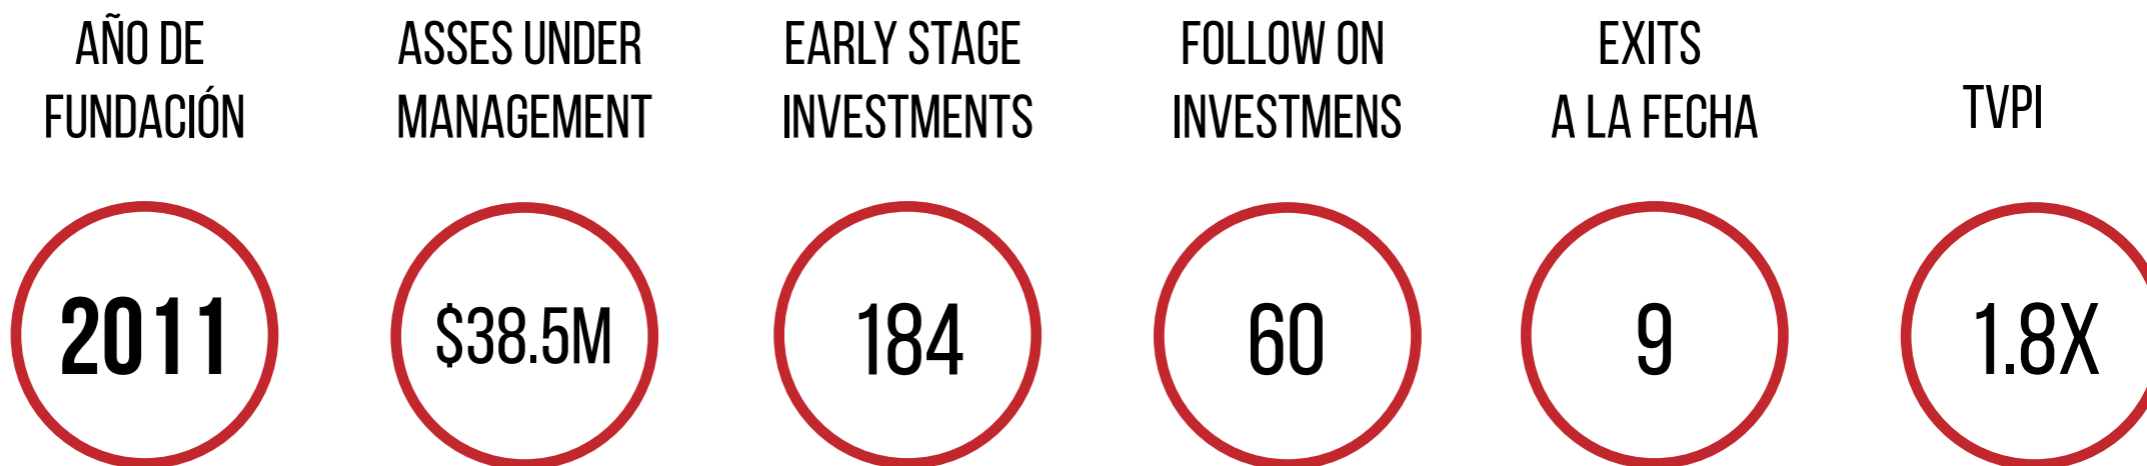 AÑO DE
FUNDACIÓN
ASSES UNDER
MANAGEMENT
EARLY STAGE
INVESTMENTS
FOLLOW ON
INVESTMENS
EXITS
A LA FECHA
TVPI
2011
$38.5M
184
60
9
1.8X